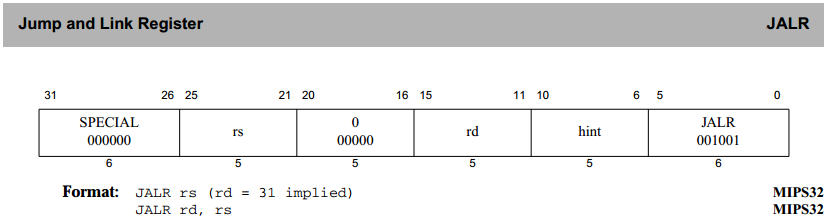 Jump and Link Register JALR
31 26 25 21 20 16 15 11 10 6 5 0
SPECIAL 0 JALR
000000 rs 00000 rd hint 001001
6 5 5 5 5 6
Format: JALR rs (rd = 31 implied) MIPS32
JALR rd, rs MIPS32